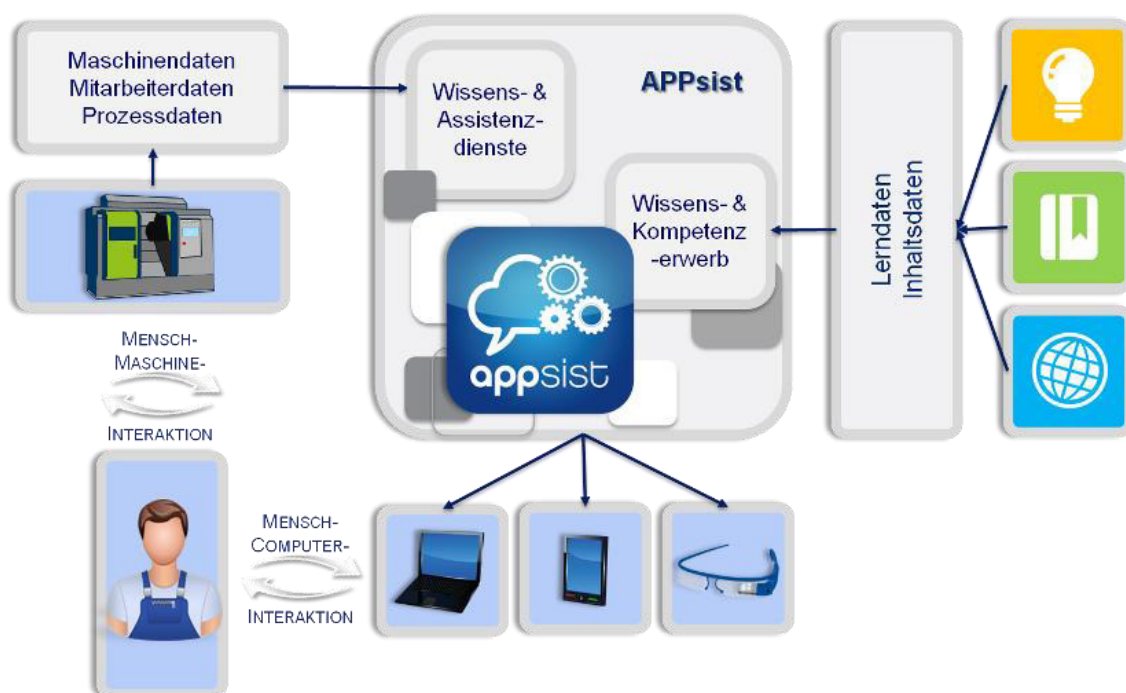 Maschinendaten
Mitarbeiterdaten
Prozessdaten
Wissens- &
Assistenz-
dienste
APPsist
Wissens- &
Kompetenz
-erwerb
appsist
Lerndaten
Inhaltsdaten
MENSCH-
MASCHINE-
INTERAKTION
MENSCH-
COMPUTER-
INTERAKTION